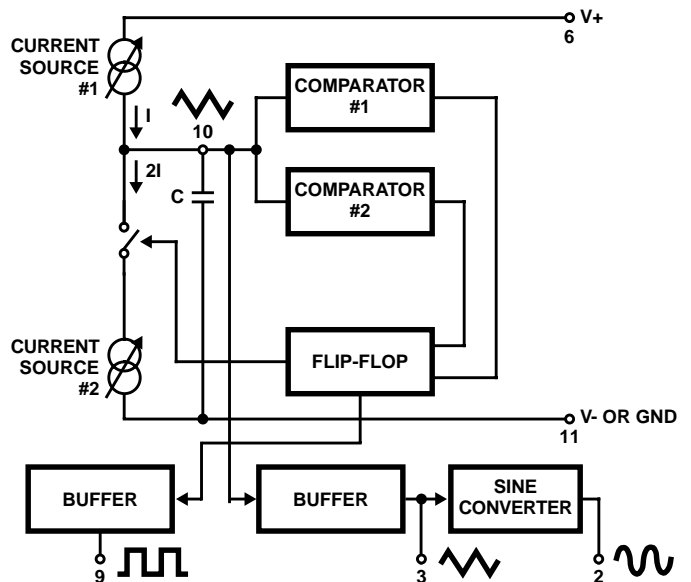 V+
6
CURRENT
SOURCE
#1
I
10
COMPARATOR
#1
2I
C
COMPARATOR
#2
CURRENT
SOURCE
#2
FLIP-FLOP
V- OR GND
11
BUFFER
BUFFER
SINE
CONVERTER
9
3
2